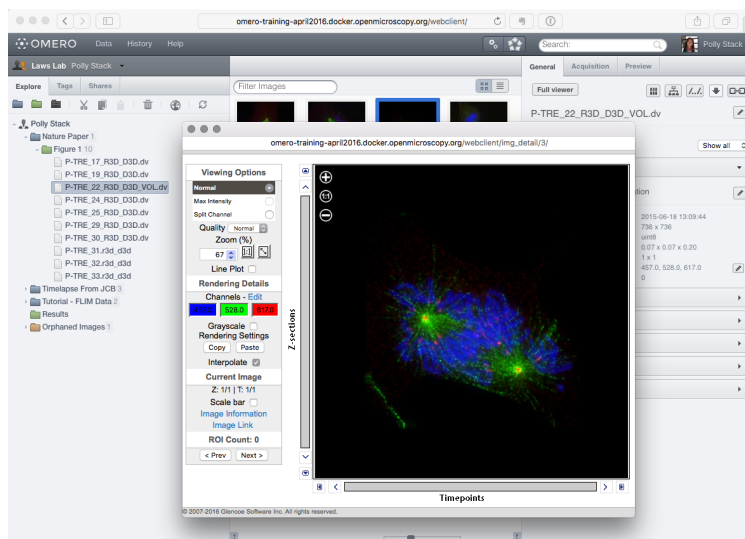 omero-training-april2016.docker.openmicroscopy.org/webclient/
OMERO Data History Help
Search:
Polly Stack
Laws Lab Polly Stack
Explore Tags Shares
Filter Images
General Acquisition Preview
Full viewer
P-TRE_22_R3D_D3D_VOL.dv
Show all
Polly Stack
Nature Paper 1
Figure 1 10
P-TRE_17_R3D_D3D.dv
P-TRE_19_R3D_D3D.dv
P-TRE_22_R3D_D3D_VOL.dv
P-TRE_24_R3D_D3D.dv
P-TRE_25_R3D_D3D.dv
P-TRE_29_R3D_D3D.dv
P-TRE_30_R3D_D3D.dv
P-TRE_31.r3d_d3d
P-TRE_32.r3d_d3d
P-TRE_33.r3d_d3d
Timelapse From JCB 3
Tutorial - FLIM Data 2
Results
Orphaned Images 1
omero-training-april2016.docker.openmicroscopy.org/webclient/img_detail/3/
Viewing Options
Normal
Max Intensity
Split Channel
Quality Normal
Zoom (%)
67 1:1
Line Plot
Rendering Details
Channels - Edit
528.0 617.0
Grayscale
Rendering Settings
Copy Paste
Interpolate
Current Image
Z: 1/1 | T: 1/1
Scale bar
Image Information
Image Link
ROI Count: 0
< Prev Next >
Z-sections
1:1
Timepoints
© 2007-2016 Glencoe Software Inc. All rights reserved.
2015-06-18 13:09:44
736 x 736
uint8
0.07 x 0.07 x 0.20
1 x 1
457.0, 528.0, 617.0
0